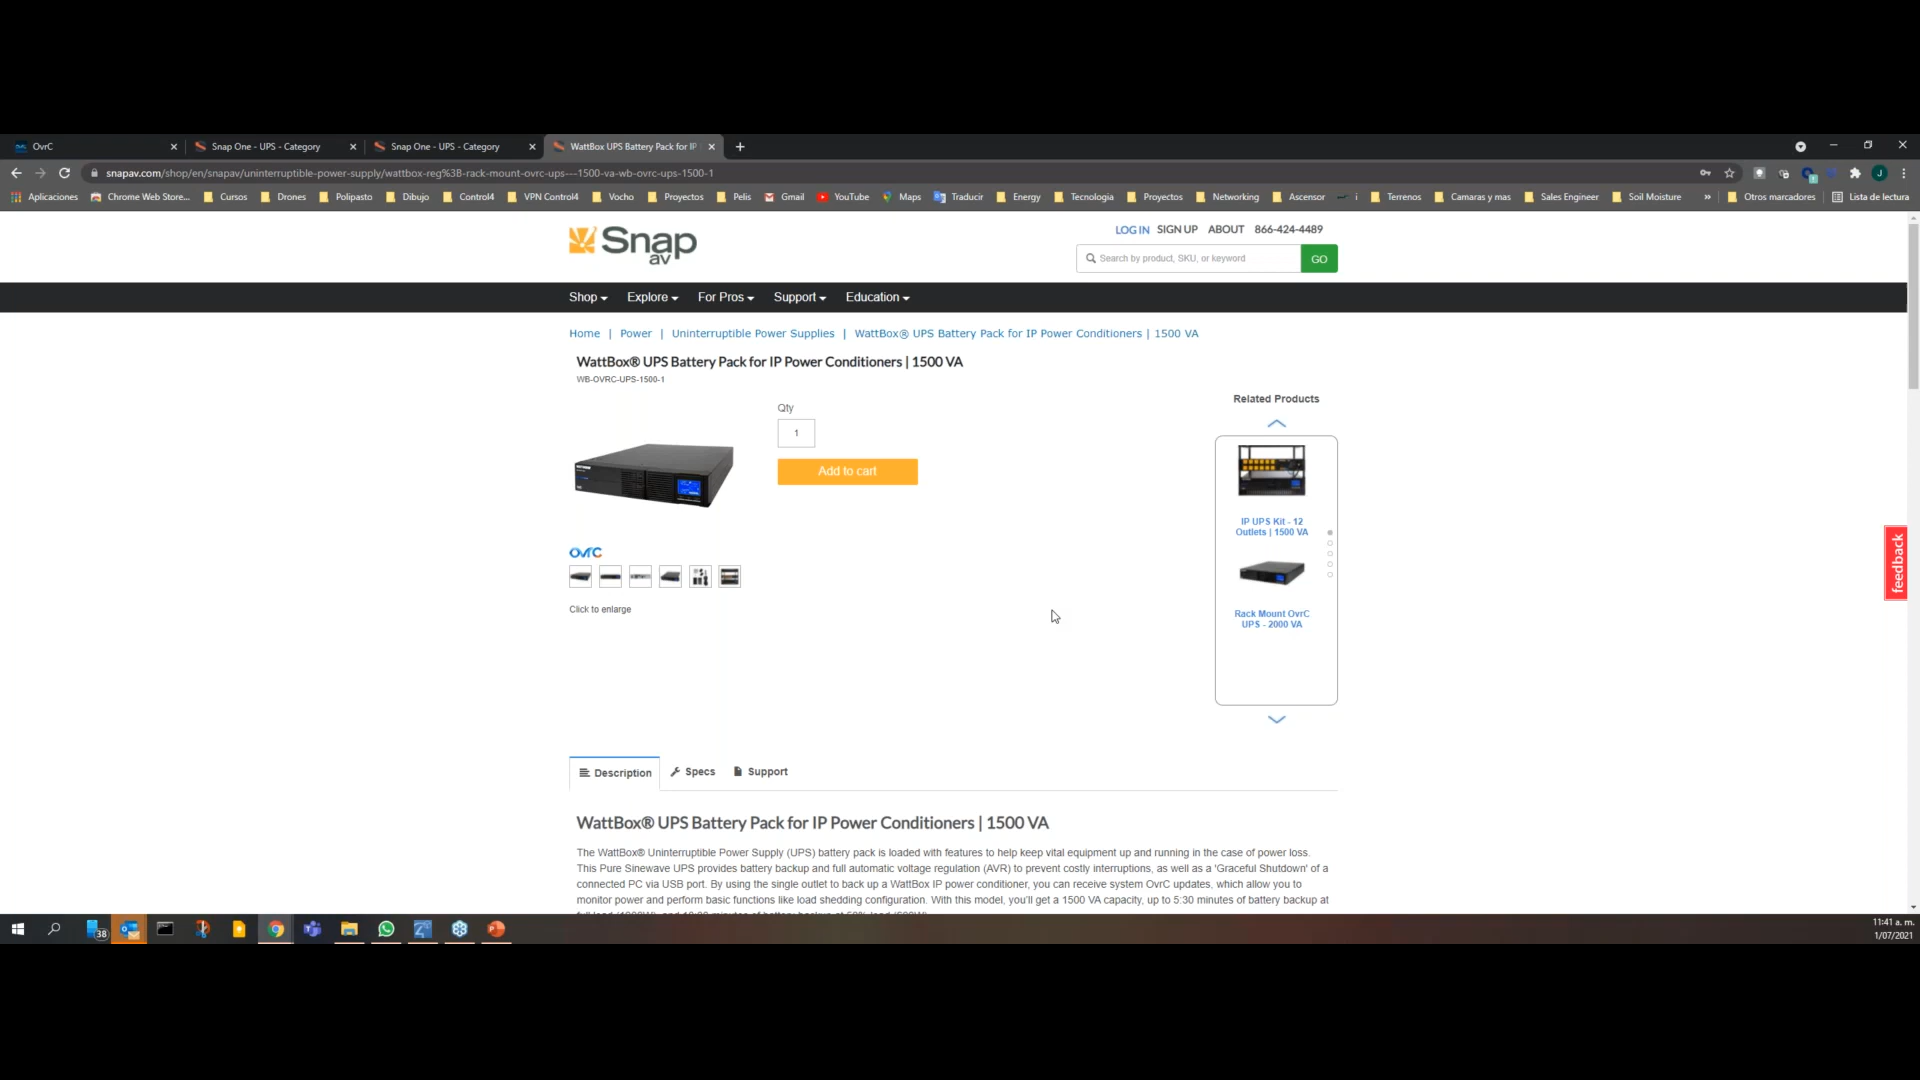 OvrC
Snap One - UPS - Category
Snap One - UPS - Category
WattBox UPS Battery Pack for IP
snapav.com/shop/en/snapav/uninterruptible-power-supply/wattbox-reg%3B-rack-mount-ovrc-ups---1500-va-wb-ovrc-ups-1500-1
Aplicaciones Chrome Web Store... Cursos Drones Polipasto Dibujo Control4 VPN Control4 Vocho Proyectos Pelis Gmail YouTube Maps Traducir Energy Tecnologia Proyectos Networking Ascensor i Terrenos Camaras y mas Sales Engineer Soil Moisture » Otros marcadores Lista de lectura
Snap av
LOG IN SIGN UP ABOUT 866-424-4489
Search by product, SKU, or keyword GO
Shop Explore For Pros Support Education
Home | Power | Uninterruptible Power Supplies | WattBox® UPS Battery Pack for IP Power Conditioners | 1500 VA
WattBox® UPS Battery Pack for IP Power Conditioners | 1500 VA
WB-OVRC-UPS-1500-1
Qty
1
Add to cart
Ovrc
Click to enlarge
Related Products
IP UPS Kit - 12
Outlets | 1500 VA
Rack Mount OvrC
UPS - 2000 VA
feedback
Description Specs Support
WattBox® UPS Battery Pack for IP Power Conditioners | 1500 VA
The WattBox® Uninterruptible Power Supply (UPS) battery pack is loaded with features to help keep vital equipment up and running in the case of power loss.
This Pure Sinewave UPS provides battery backup and full automatic voltage regulation (AVR) to prevent costly interruptions, as well as a 'Graceful Shutdown' of a
connected PC via USB port. By using the single outlet to back up a WattBox IP power conditioner, you can receive system OvrC updates, which allow you to
monitor power and perform basic functions like load shedding configuration. With this model, you'll get a 1500 VA capacity, up to 5:30 minutes of battery backup at
38
11:41 a. m.
1/07/2021